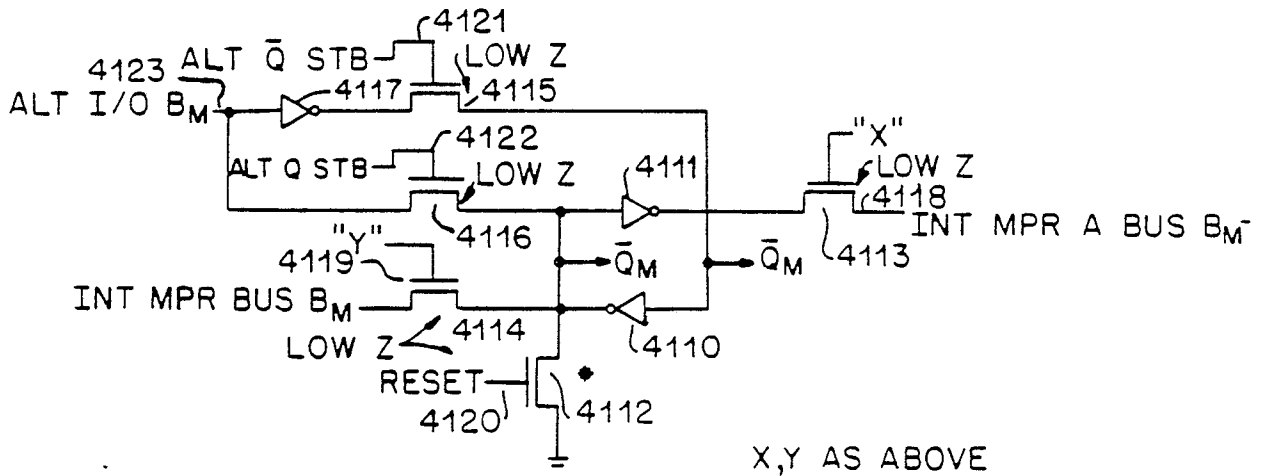 4121
ALT Q̄ STB
LOW Z
4123
4117
4115
ALT I/O B_M
4122
"X"
ALT Q STB
LOW Z
4111
LOW Z
4118
4116
INT MPR A BUS B_M-
"Y"
4113
4119
Q̄_M
Q̄_M
INT MPR BUS B_M
4114
4110
LOW Z
RESET
4120
4112
X,Y AS ABOVE